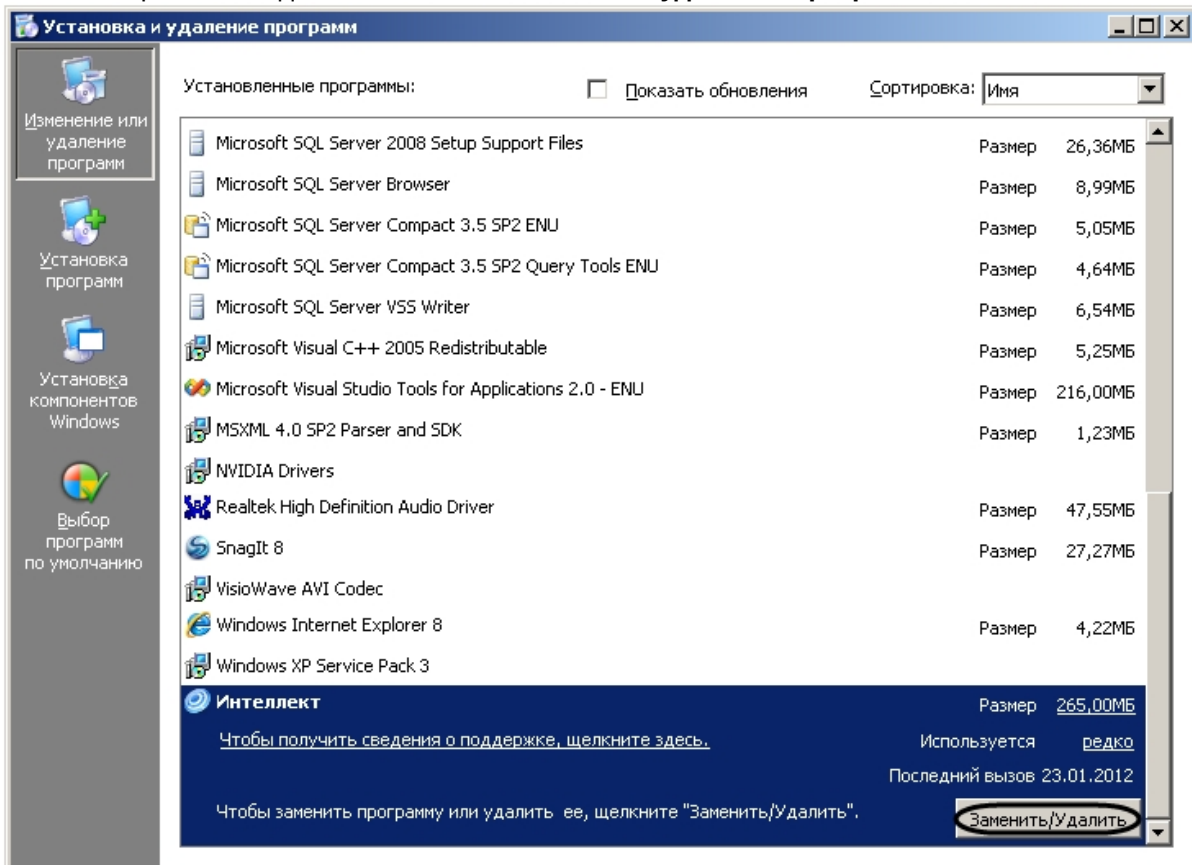 Установка и удаление программ
Изменение или
удаление
программ
Установка
программ
Установка
компонентов
Windows
Выбор
программ
по умолчанию
Установленные программы:
Показать обновления
Сортировка: Имя
Microsoft SQL Server 2008 Setup Support Files Размер 26,36МБ
Microsoft SQL Server Browser Размер 8,99МБ
Microsoft SQL Server Compact 3.5 SP2 ENU Размер 5,05МБ
Microsoft SQL Server Compact 3.5 SP2 Query Tools ENU Размер 4,64МБ
Microsoft SQL Server VSS Writer Размер 6,54МБ
Microsoft Visual C++ 2005 Redistributable Размер 5,25МБ
Microsoft Visual Studio Tools for Applications 2.0 - ENU Размер 216,00МБ
MSXML 4.0 SP2 Parser and SDK Размер 1,23МБ
NVIDIA Drivers
Realtek High Definition Audio Driver Размер 47,55МБ
SnagIt 8 Размер 27,27МБ
VisioWave AVI Codec
Windows Internet Explorer 8 Размер 4,22МБ
Windows XP Service Pack 3
Интеллект Размер 265,00МБ
Чтобы получить сведения о поддержке, щелкните здесь. Используется редко
Последний вызов 23.01.2012
Чтобы заменить программу или удалить ее, щелкните "Заменить/Удалить". Заменить/Удалить